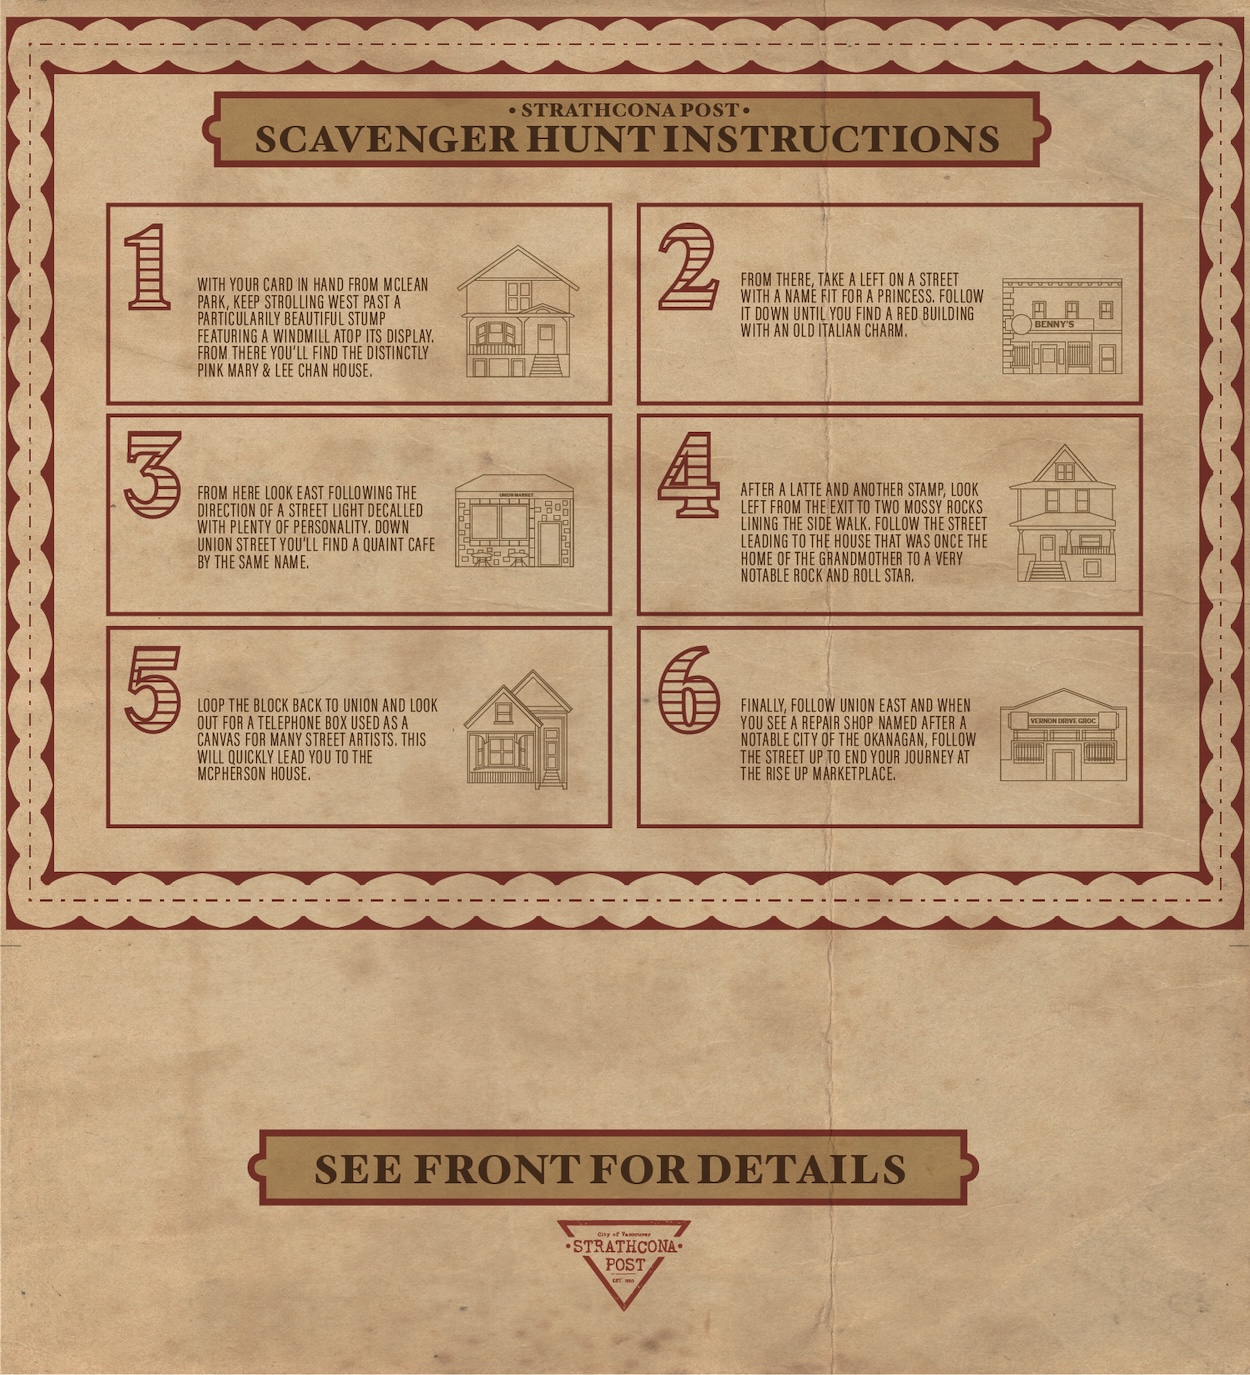 • STRATHCONA POST •
SCAVENGER HUNT INSTRUCTIONS
1
WITH YOUR CARD IN HAND FROM MCLEAN
PARK, KEEP STROLLING WEST PAST A
PARTICULARILY BEAUTIFUL STUMP
FEATURING A WINDMILL ATOP ITS DISPLAY.
FROM THERE YOU'LL FIND THE DISTINCTLY
PINK MARY & LEE CHAN HOUSE.
2
FROM THERE, TAKE A LEFT ON A STREET
WITH A NAME FIT FOR A PRINCESS. FOLLOW
IT DOWN UNTIL YOU FIND A RED BUILDING
WITH AN OLD ITALIAN CHARM.
BENNY'S
3
FROM HERE LOOK EAST FOLLOWING THE
DIRECTION OF A STREET LIGHT DECALLED
WITH PLENTY OF PERSONALITY. DOWN
UNION STREET YOU'LL FIND A QUAINT CAFE
BY THE SAME NAME.
UNION MARKET
4
AFTER A LATTE AND ANOTHER STAMP, LOOK
LEFT FROM THE EXIT TO TWO MOSSY ROCKS
LINING THE SIDE WALK. FOLLOW THE STREET
LEADING TO THE HOUSE THAT WAS ONCE THE
HOME OF THE GRANDMOTHER TO A VERY
NOTABLE ROCK AND ROLL STAR.
5
LOOP THE BLOCK BACK TO UNION AND LOOK
OUT FOR A TELEPHONE BOX USED AS A
CANVAS FOR MANY STREET ARTISTS. THIS
WILL QUICKLY LEAD YOU TO THE
MCPHERSON HOUSE.
6
FINALLY, FOLLOW UNION EAST AND WHEN
YOU SEE A REPAIR SHOP NAMED AFTER A
NOTABLE CITY OF THE OKANAGAN, FOLLOW
THE STREET UP TO END YOUR JOURNEY AT
THE RISE UP MARKETPLACE.
VERNON DRIVE GROC
SEE FRONT FOR DETAILS
City of Vancouver
•STRATHCONA•
POST
EST.